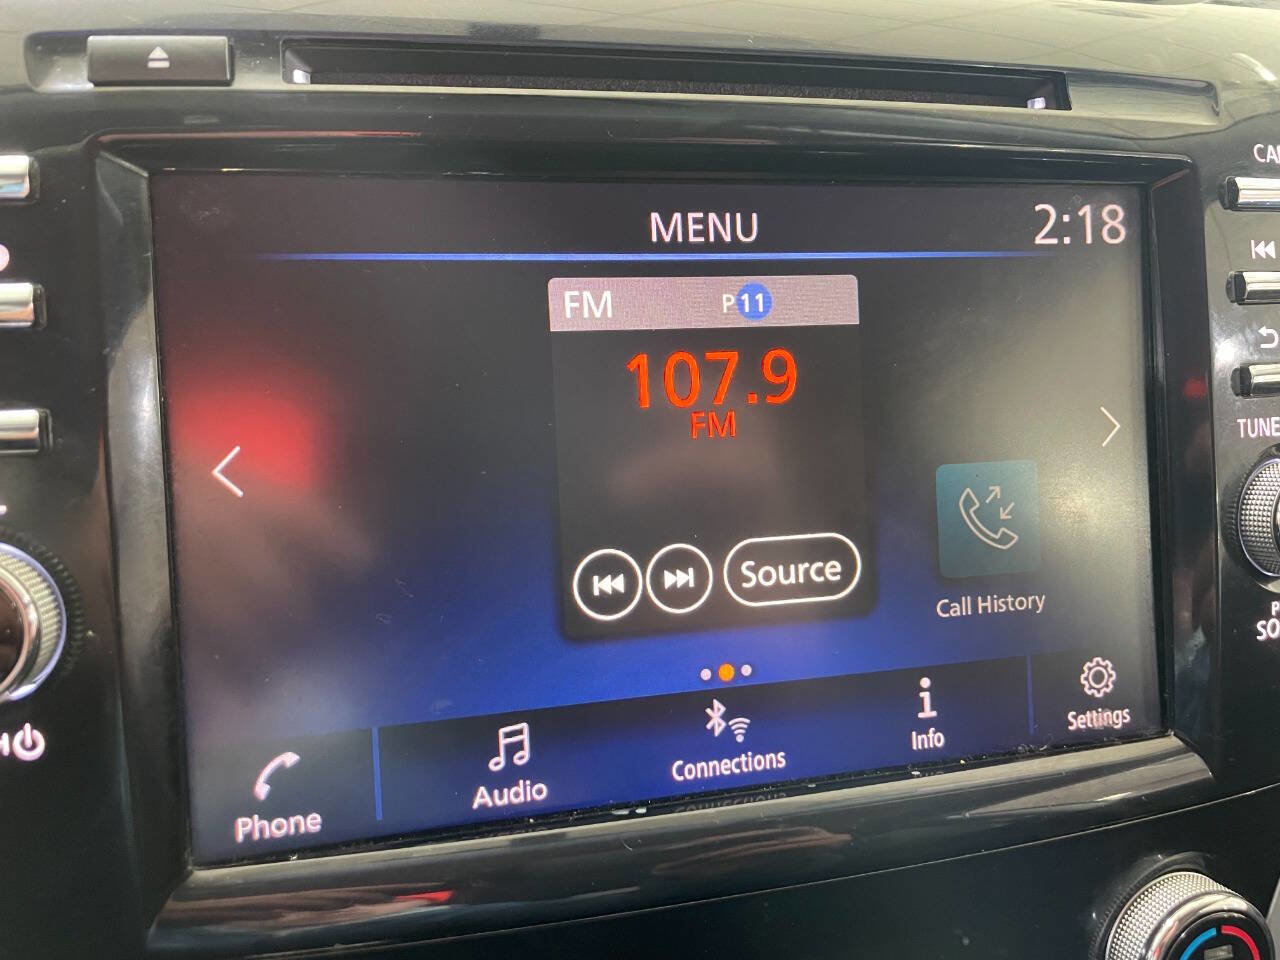 MENU
2:18
FM P11
107.9
FM
Source
Call History
Phone
Audio
Connections
Info
Settings
TUNE